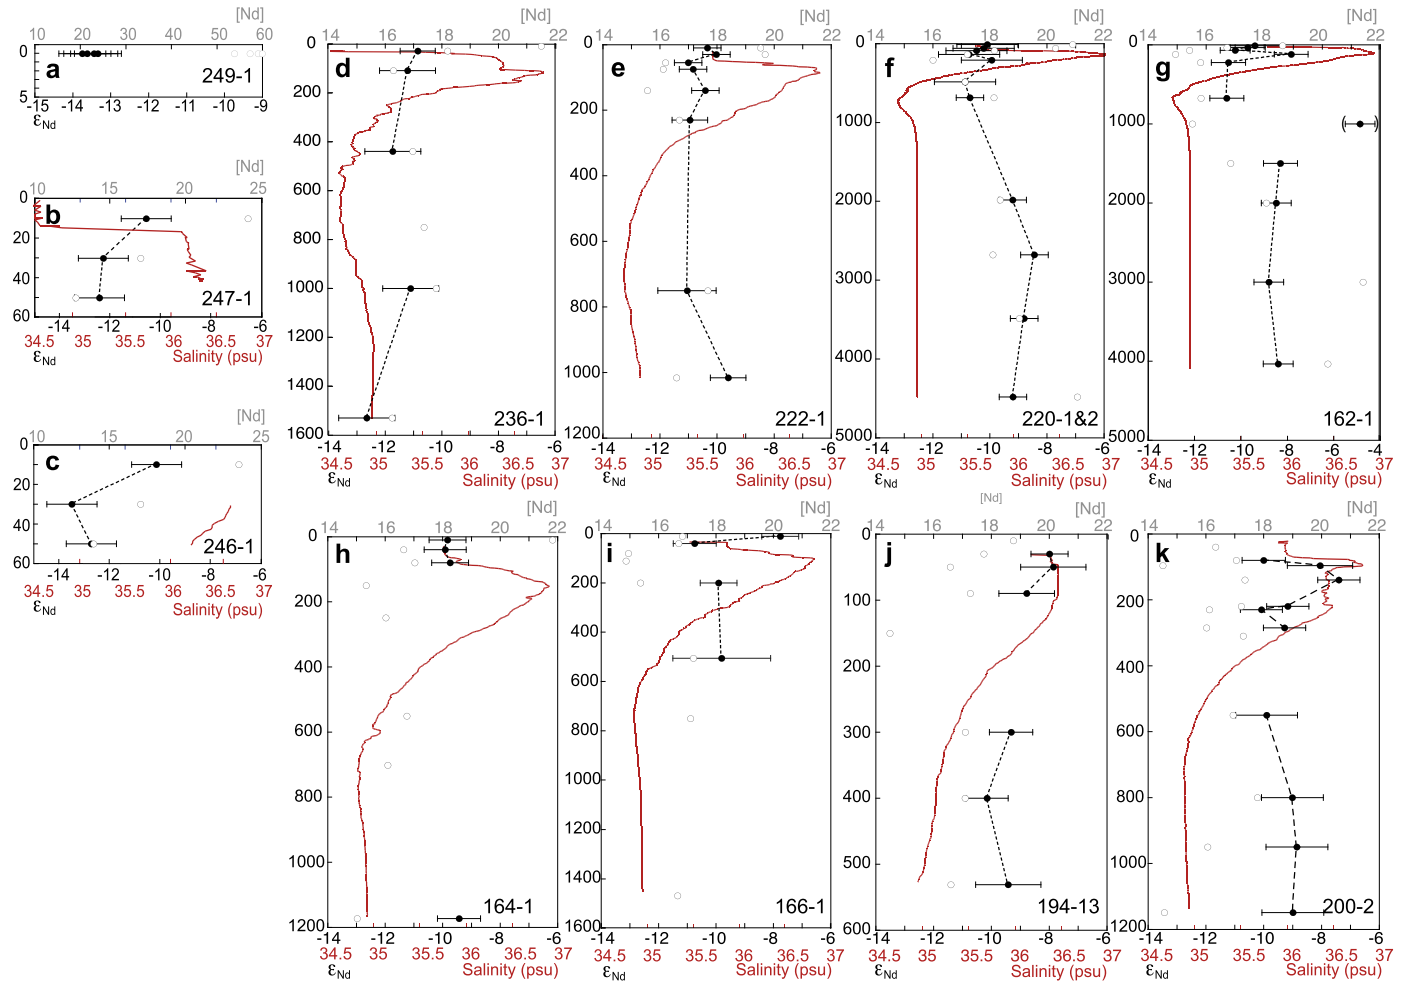 [Nd]
10 20 30 40 50 60
0
5
a
249-1
-15 -14 -13 -12 -11 -10 -9
εNd
[Nd]
10 15 20 25
0
20
40
60
b
247-1
-14 -12 -10 -8 -6
34.5 35 35.5 36 36.5 37
εNd Salinity (psu)
[Nd]
10 15 20 25
0
20
40
60
c
246-1
-14 -12 -10 -8 -6
34.5 35 35.5 36 36.5 37
εNd Salinity (psu)
[Nd]
14 16 18 20 22
0
200
400
600
800
1000
1200
1400
1600
d
236-1
-14 -12 -10 -8 -6
34.5 35 35.5 36 36.5 37
εNd Salinity (psu)
[Nd]
14 16 18 20 22
0
200
400
600
800
1000
1200
e
222-1
-14 -12 -10 -8 -6
34.5 35 35.5 36 36.5 37
εNd Salinity (psu)
[Nd]
14 16 18 20 22
0
1000
2000
4000
5000
f
220-1&2
-14 -12 -10 -8 -6
34.5 35 35.5 36 36.5 37
εNd Salinity (psu)
[Nd]
14 16 18 20 22
0
1000
2000
3000
4000
5000
g
( )
162-1
-14 -12 -10 -8 -6 -4
34.5 35 35.5 36 36.5 37
εNd Salinity (psu)
[Nd]
14 16 18 20 22
0
200
400
600
800
1000
1200
h
164-1
-14 -12 -10 -8 -6
34.5 35 35.5 36 36.5 37
εNd Salinity (psu)
[Nd]
14 16 18 20 22
0
200
400
600
800
1000
1200
1400
1600
i
166-1
-14 -12 -10 -8 -6
34.5 35 35.5 36 36.5 37
εNd Salinity (psu)
[Nd]
14 16 18 20 22
0
100
200
300
400
500
600
j
194-13
-14 -12 -10 -8 -6
34.5 35 35.5 36 36.5 37
εNd Salinity (psu)
[Nd]
14 16 18 20 22
0
200
400
600
800
1000
1200
k
200-2
-14 -12 -10 -8 -6
34.5 35 35.5 36 36.5 37
εNd Salinity (psu)